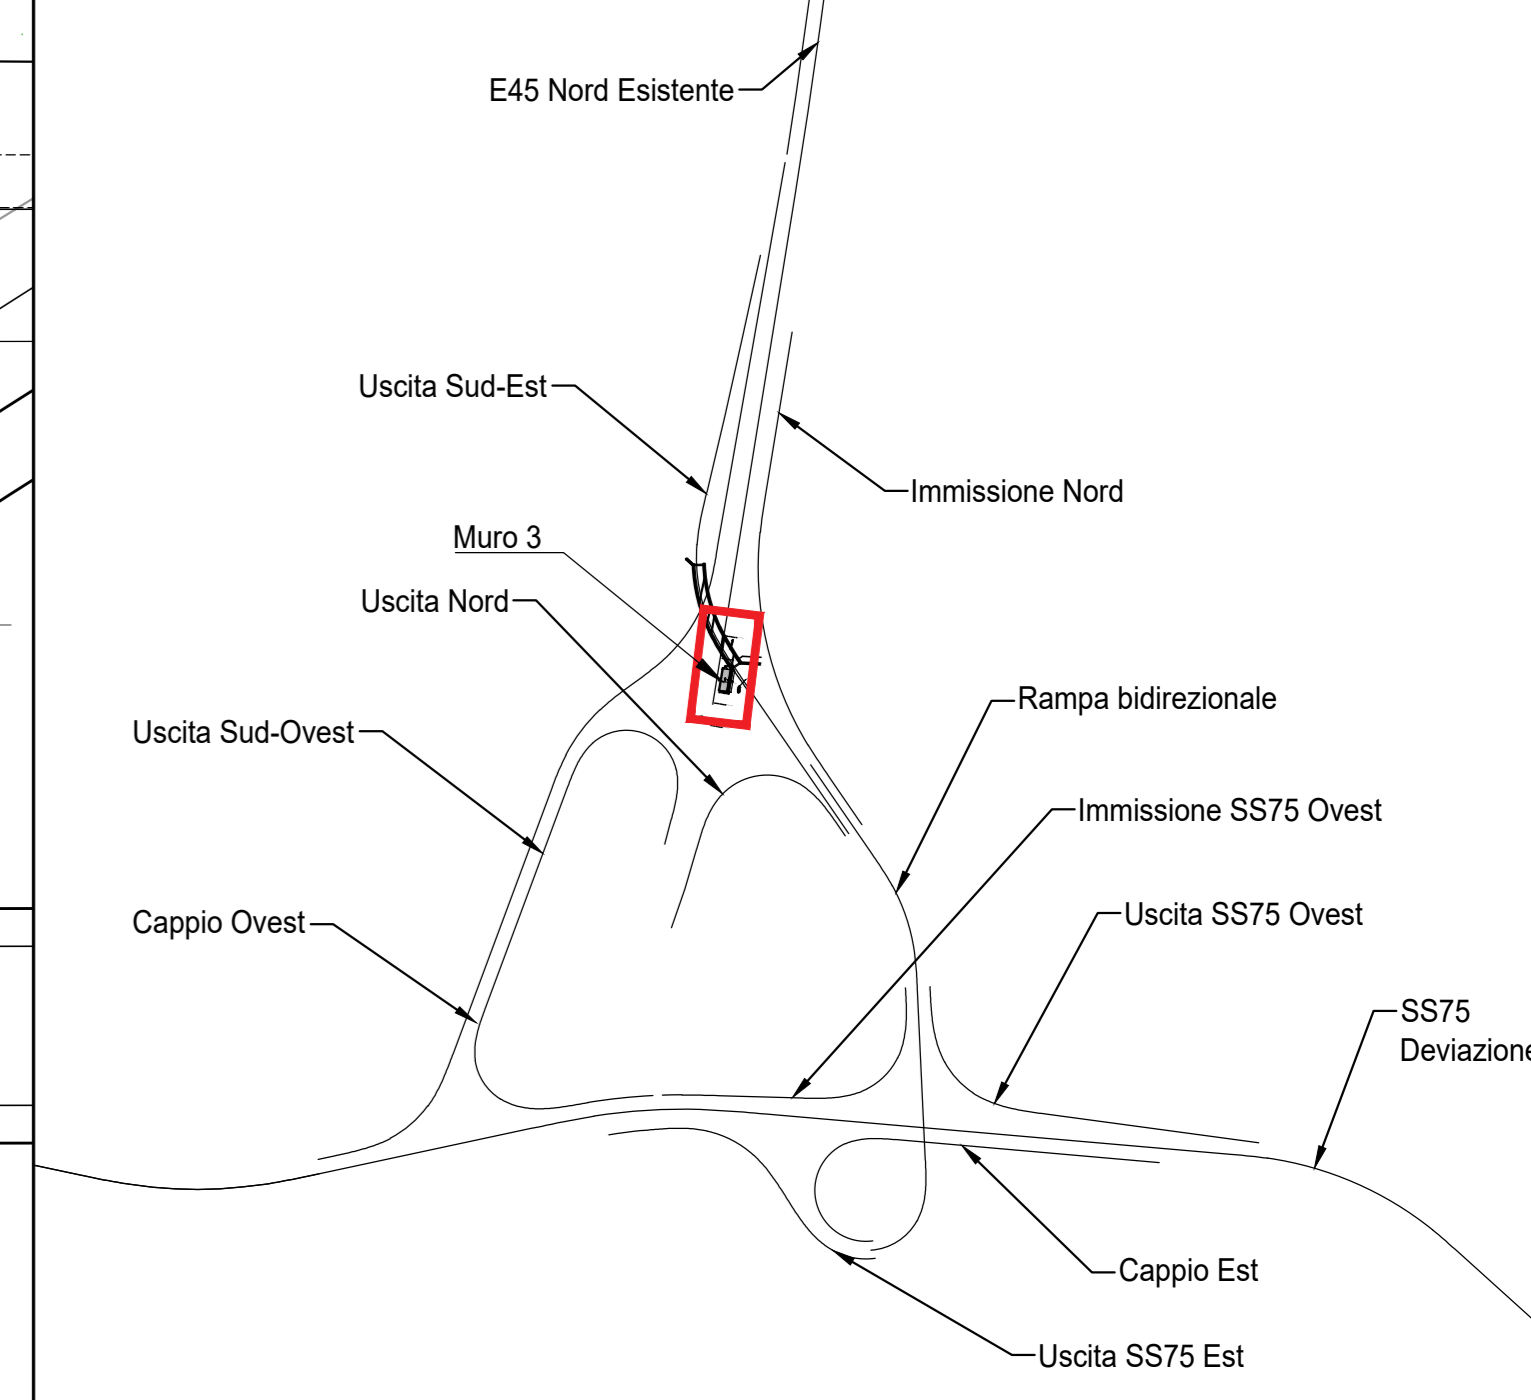 E45 Nord Esistente
Uscita Sud-Est
Immissione Nord
Muro 3
Uscita Nord
Rampa bidirezionale
Uscita Sud-Ovest
Immissione SS75 Ovest
Cappio Ovest
Uscita SS75 Ovest
SS75
Deviazione
Cappio Est
Uscita SS75 Est